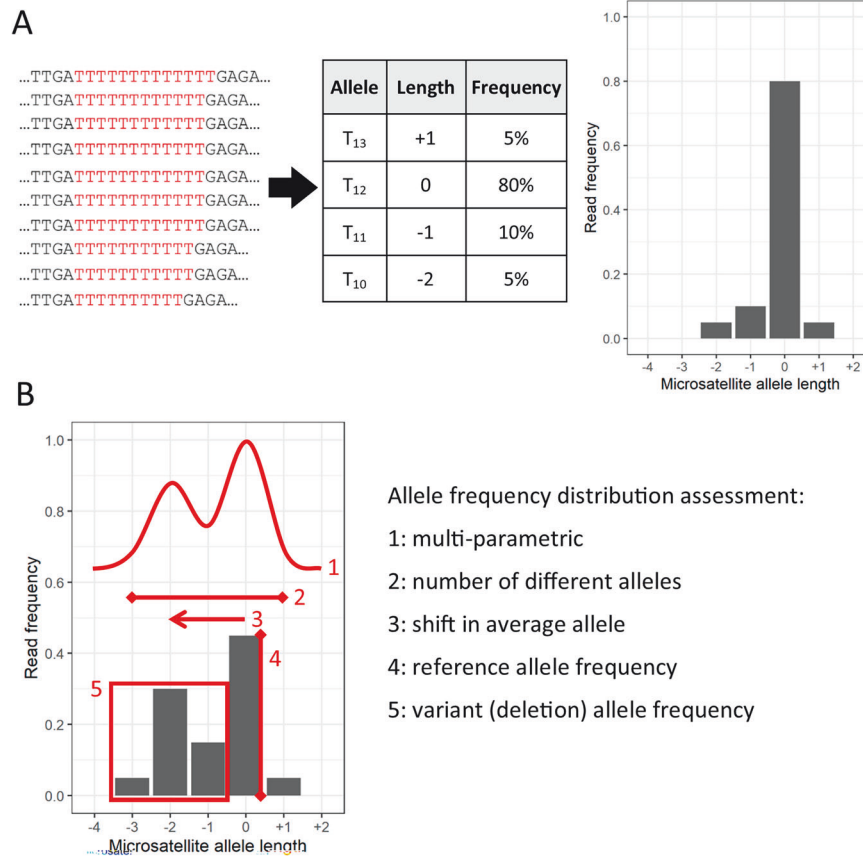 A
...TTGATTTTTTTTTTTTTGAGA...
...TTGATTTTTTTTTTTTGAGA...
...TTGATTTTTTTTTTTTGAGA...
...TTGATTTTTTTTTTTTGAGA...
...TTGATTTTTTTTTTTTGAGA...
...TTGATTTTTTTTTTTTGAGA...
...TTGATTTTTTTTTTTTGAGA...
...TTGATTTTTTTTTTTGAGA...
...TTGATTTTTTTTTTTGAGA...
...TTGATTTTTTTTTTGAGA...
Allele Length Frequency
T13 +1 5%
T12 0 80%
T11 -1 10%
T10 -2 5%
Read frequency
0.8
0.6
0.4
0.2
0.0
-4 -3 -2 -1 0 +1 +2
Microsatellite allele length
B
Read frequency
1.0
0.8
0.6
0.4
0.2
0.0
1
2
3
4
5
-4 -3 -2 -1 0 +1 +2
Microsatellite allele length
Allele frequency distribution assessment:
1: multi-parametric
2: number of different alleles
3: shift in average allele
4: reference allele frequency
5: variant (deletion) allele frequency